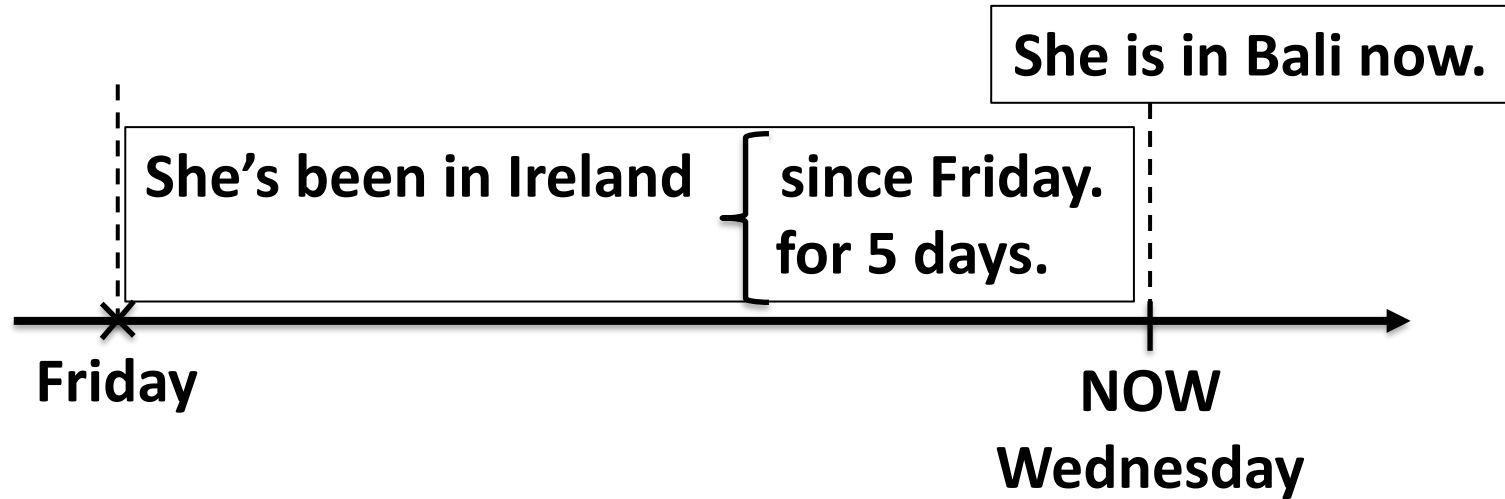 She is in Bali now.
She's been in Ireland since Friday.
for 5 days.
Friday
NOW
Wednesday